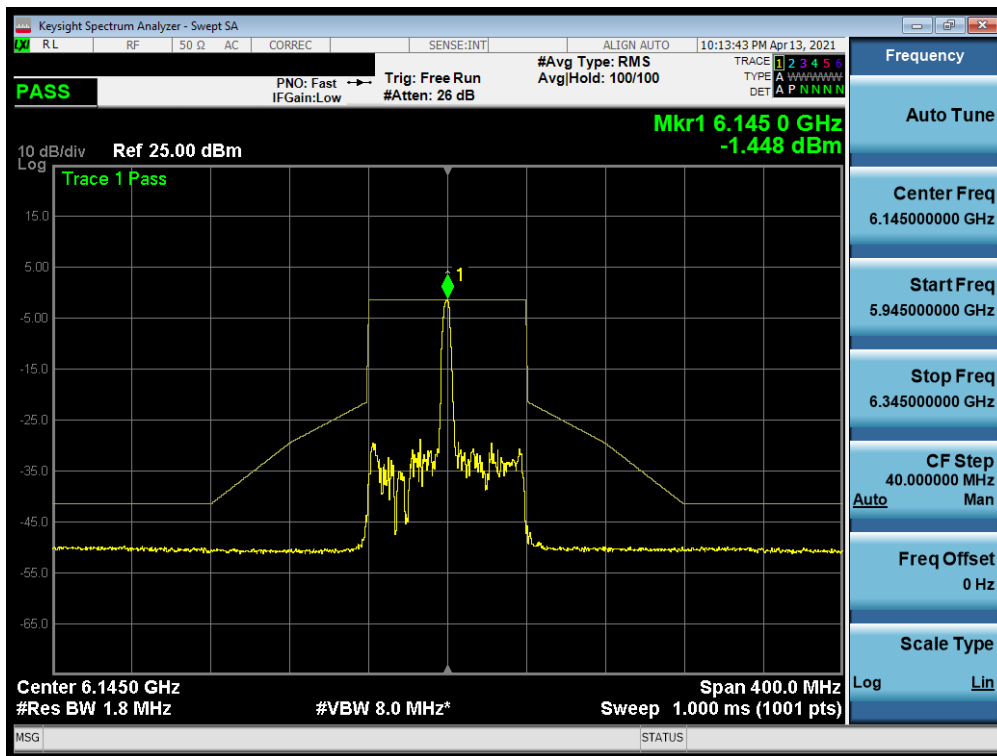 Keysight Spectrum Analyzer - Swept SA
LXI RL RF 50 Ω AC CORREC SENSE:INT ALIGN AUTO 10:13:43 PM Apr 13, 2021
PASS
PNO: Fast
IFGain:Low
Trig: Free Run
#Atten: 26 dB
#Avg Type: RMS
Avg|Hold: 100/100
TRACE 1 2 3 4 5 6
TYPE A WWWWW
DET A P N N N N
Mkr1 6.145 0 GHz
-1.448 dBm
10 dB/div Ref 25.00 dBm
Log
Trace 1 Pass
15.0
5.00
-5.00
-15.0
-25.0
-35.0
-45.0
-55.0
-65.0
1
Center 6.1450 GHz Span 400.0 MHz
#Res BW 1.8 MHz #VBW 8.0 MHz* Sweep 1.000 ms (1001 pts)
MSG STATUS
Frequency
Auto Tune
Center Freq
6.145000000 GHz
Start Freq
5.945000000 GHz
Stop Freq
6.345000000 GHz
CF Step
40.000000 MHz
Auto Man
Freq Offset
0 Hz
Scale Type
Log Lin